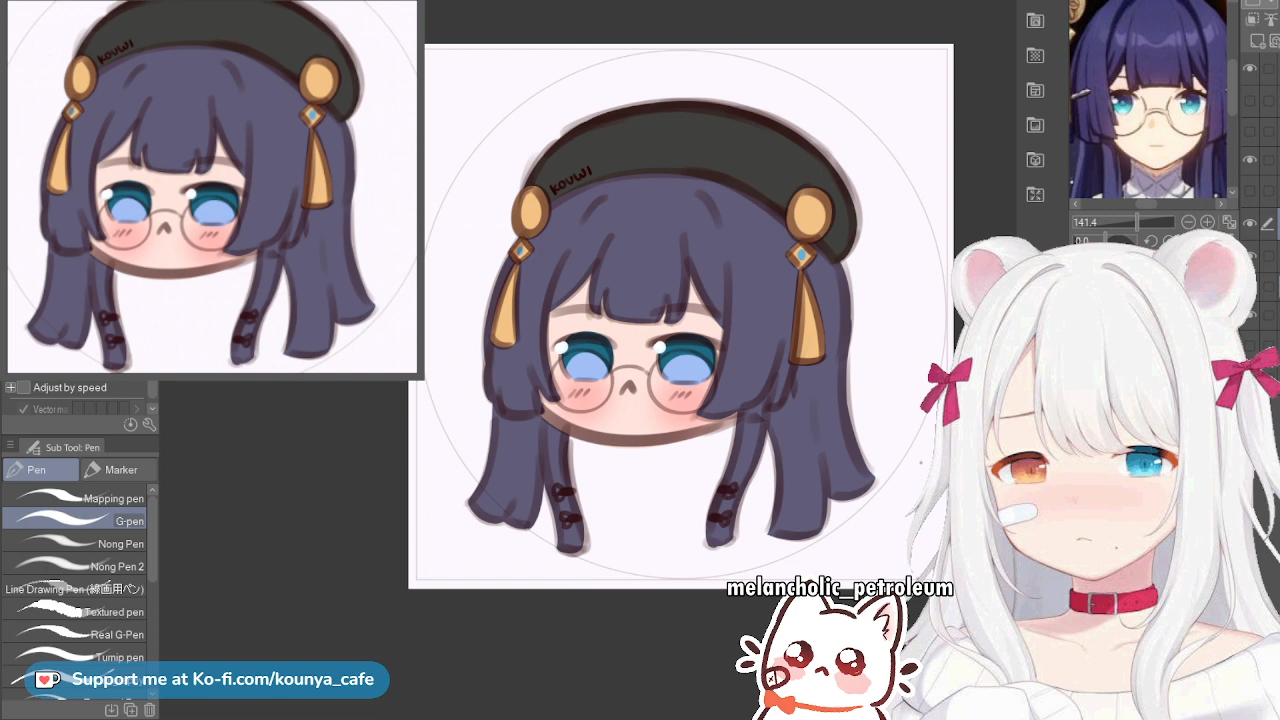 KOUWI
KOUWI
141.4
0.0
Adjust by speed
Sub Tool: Pen
Pen
Marker
Mapping pen
G-pen
Nong Pen
Nong Pen 2
Line Drawing Pen (線画用ペン)
Textured pen
Real G-Pen
Turnip pen
melancholic_petroleum
Support me at Ko-fi.com/kounya_cafe